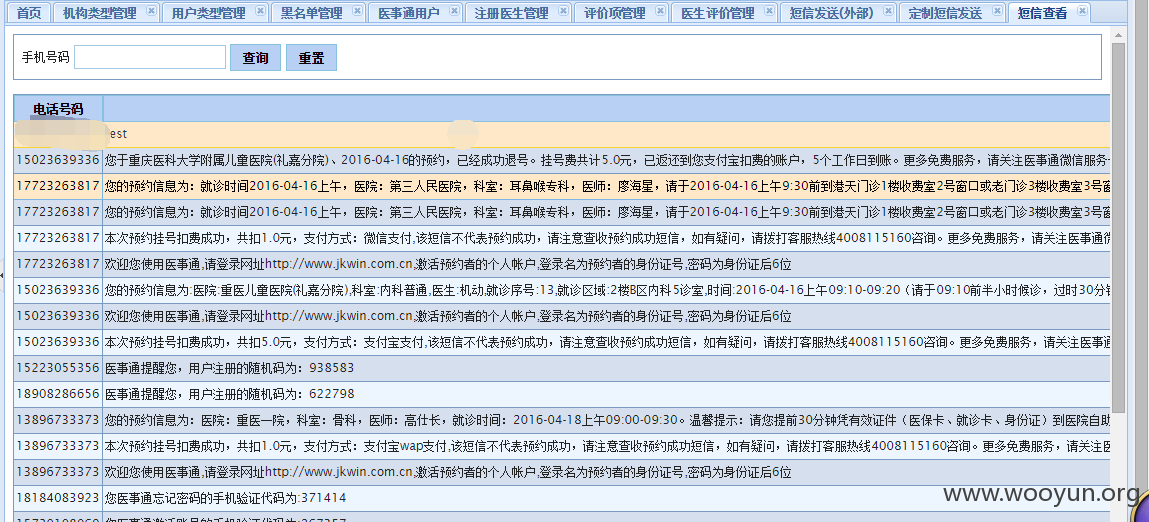 首页 机构类型管理 用户类型管理 黑名单管理 医事通用户 注册医生管理 评价项管理 医生评价管理 短信发送(外部) 定制短信发送 短信查看
手机号码 查询 重置
电话号码
est
15023639336 您于重庆医科大学附属儿童医院(礼嘉分院)、2016-04-16的预约，已经成功退号。挂号费共计5.0元，已返还到您支付宝扣费的账户，5个工作日到账。更多免费服务，请关注医事通微信服务
17723263817 您的预约信息为：就诊时间2016-04-16上午，医院：第三人民医院，科室：耳鼻喉专科，医师：廖海星，请于2016-04-16上午9:30前到港天门诊1楼收费室2号窗口或老门诊3楼收费室3号窗
17723263817 您的预约信息为：就诊时间2016-04-16上午，医院：第三人民医院，科室：耳鼻喉专科，医师：廖海星，请于2016-04-16上午9:30前到港天门诊1楼收费室2号窗口或老门诊3楼收费室3号窗
17723263817 本次预约挂号扣费成功，共扣1.0元，支付方式：微信支付,该短信不代表预约成功，请注意查收预约成功短信，如有疑问，请拨打客服热线4008115160咨询。更多免费服务，请关注医事通微
17723263817 欢迎您使用医事通,请登录网址http://www.jkwin.com.cn,激活预约者的个人帐户,登录名为预约者的身份证号,密码为身份证后6位
15023639336 您的预约信息为:医院:重医儿童医院(礼嘉分院),科室:内科普通,医生:机动,就诊序号:13,就诊区域:2楼B区内科5诊室,时间:2016-04-16上午09:10-09:20（请于09:10前半小时候诊，过时30分钟
15023639336 欢迎您使用医事通,请登录网址http://www.jkwin.com.cn,激活预约者的个人帐户,登录名为预约者的身份证号,密码为身份证后6位
15023639336 本次预约挂号扣费成功，共扣5.0元，支付方式：支付宝支付,该短信不代表预约成功，请注意查收预约成功短信，如有疑问，请拨打客服热线4008115160咨询。更多免费服务，请关注医事通
15223055356 医事通提醒您，用户注册的随机码为：938583
18908286656 医事通提醒您，用户注册的随机码为：622798
13896733373 您的预约信息为：医院：重医一院，科室：骨科，医师：高仕长，就诊时间：2016-04-18上午09:00-09:30。温馨提示：请您提前30分钟凭有效证件（医保卡、就诊卡、身份证）到医院自助
13896733373 本次预约挂号扣费成功，共扣1.0元，支付方式：支付宝wap支付,该短信不代表预约成功，请注意查收预约成功短信，如有疑问，请拨打客服热线4008115160咨询。更多免费服务，请关注医
13896733373 欢迎您使用医事通,请登录网址http://www.jkwin.com.cn,激活预约者的个人帐户,登录名为预约者的身份证号,密码为身份证后6位
18184083923 您医事通忘记密码的手机验证代码为:371414
www.wooyun.org